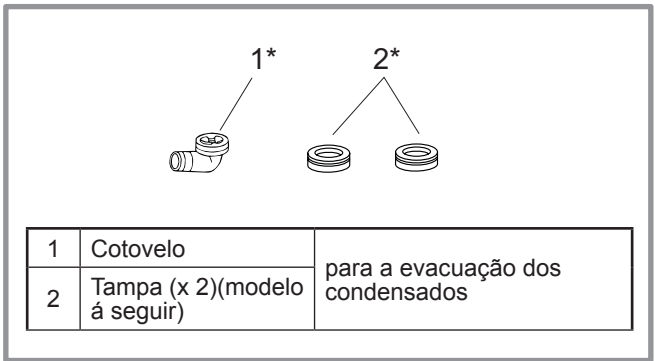 1* 2*
1 Cotovelo
2 Tampa (x 2)(modelo
á seguir)
para a evacuação dos
condensados